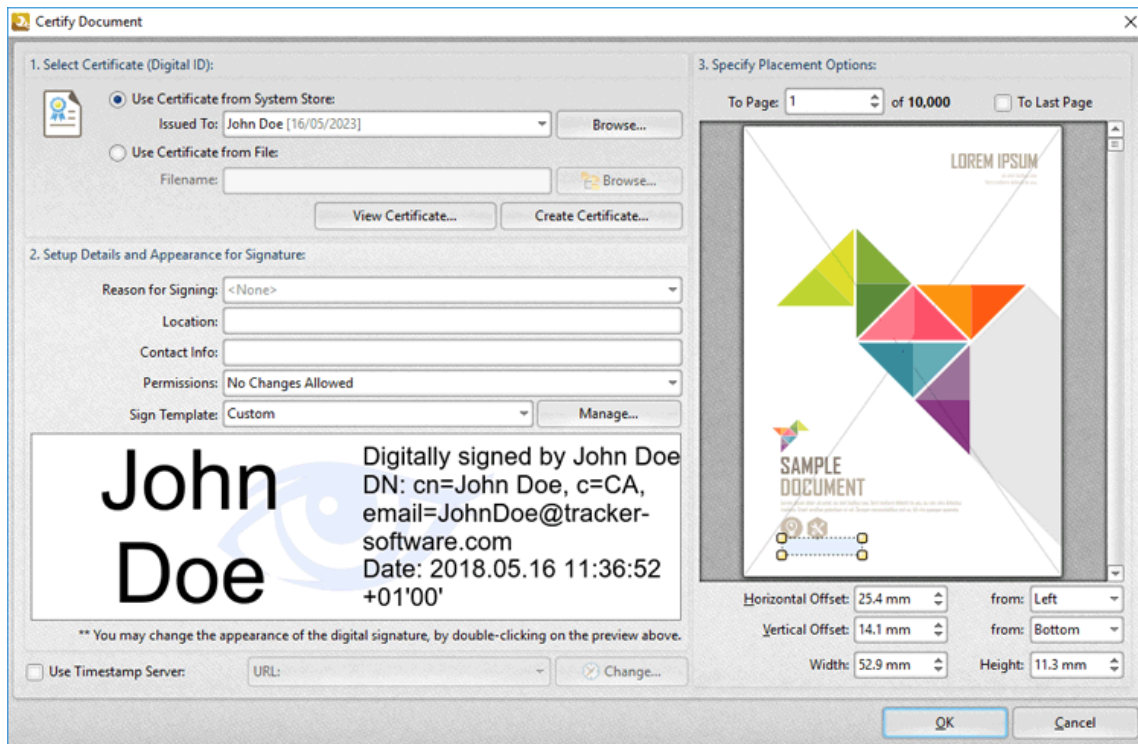 Certify Document
1. Select Certificate (Digital ID):
Use Certificate from System Store:
Issued To: John Doe [16/05/2023] Browse...
Use Certificate from File:
Filename: Browse...
View Certificate... Create Certificate...
2. Setup Details and Appearance for Signature:
Reason for Signing: <None>
Location:
Contact Info:
Permissions: No Changes Allowed
Sign Template: Custom Manage...
John
Doe
Digitally signed by John Doe
DN: cn=John Doe, c=CA,
email=JohnDoe@tracker-
software.com
Date: 2018.05.16 11:36:52
+01'00'
** You may change the appearance of the digital signature, by double-clicking on the preview above.
Use Timestamp Server: URL: Change...
3. Specify Placement Options:
To Page: 1 of 10,000 To Last Page
LOREM IPSUM
SAMPLE
DOCUMENT
Horizontal Offset: 25.4 mm from: Left
Vertical Offset: 14.1 mm from: Bottom
Width: 52.9 mm Height: 11.3 mm
OK Cancel